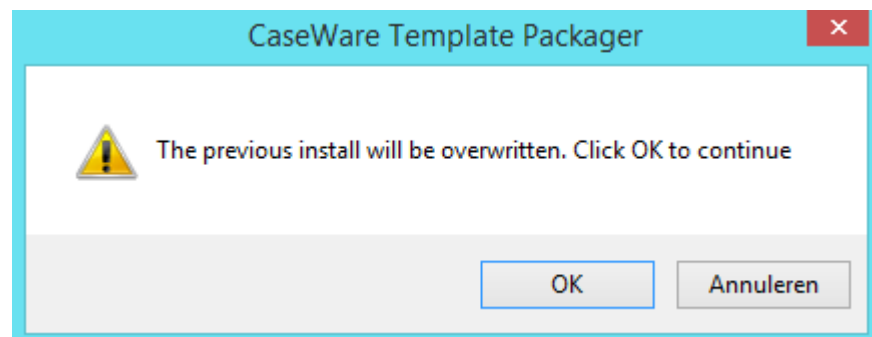 CaseWare Template Packager
The previous install will be overwritten. Click OK to continue
OK
Annuleren